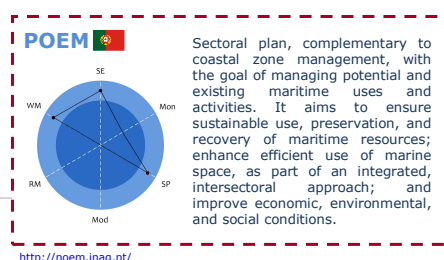 POEM
SE
WM
Mon
RM
SP
Mod
Sectoral plan, complementary to
coastal zone management, with
the goal of managing potential and
existing maritime uses and
activities. It aims to ensure
sustainable use, preservation, and
recovery of maritime resources;
enhance efficient use of marine
space, as part of an integrated,
intersectoral approach; and
improve economic, environmental,
and social conditions.
http://poem.inag.pt/